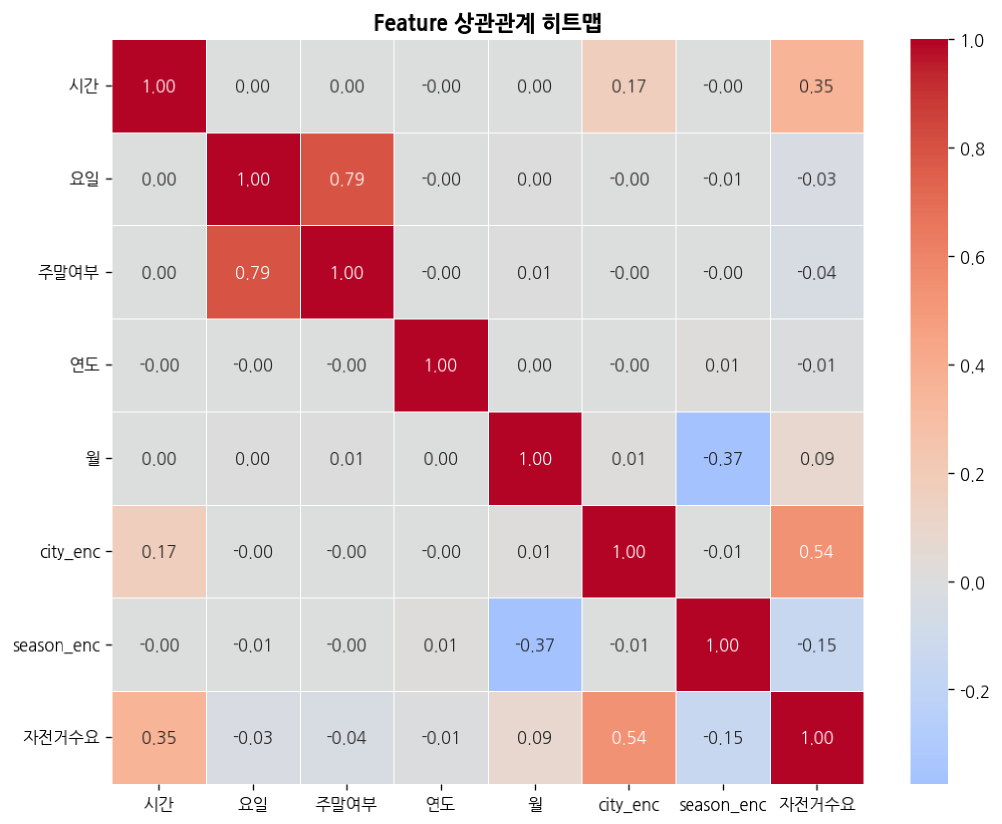 Feature 상관관계 히트맵
시간 1.00 0.00 0.00 -0.00 0.00 0.17 -0.00 0.35
요일 0.00 1.00 0.79 -0.00 0.00 -0.00 -0.01 -0.03
주말여부 0.00 0.79 1.00 -0.00 0.01 -0.00 -0.00 -0.04
연도 -0.00 -0.00 -0.00 1.00 0.00 -0.00 0.01 -0.01
월 0.00 0.00 0.01 0.00 1.00 0.01 -0.37 0.09
city_enc 0.17 -0.00 -0.00 -0.00 0.01 1.00 -0.01 0.54
season_enc -0.00 -0.01 -0.00 0.01 -0.37 -0.01 1.00 -0.15
자전거수요 0.35 -0.03 -0.04 -0.01 0.09 0.54 -0.15 1.00
시간 요일 주말여부 연도 월 city_enc season_enc 자전거수요
1.0
0.8
0.6
0.4
0.2
0.0
-0.2